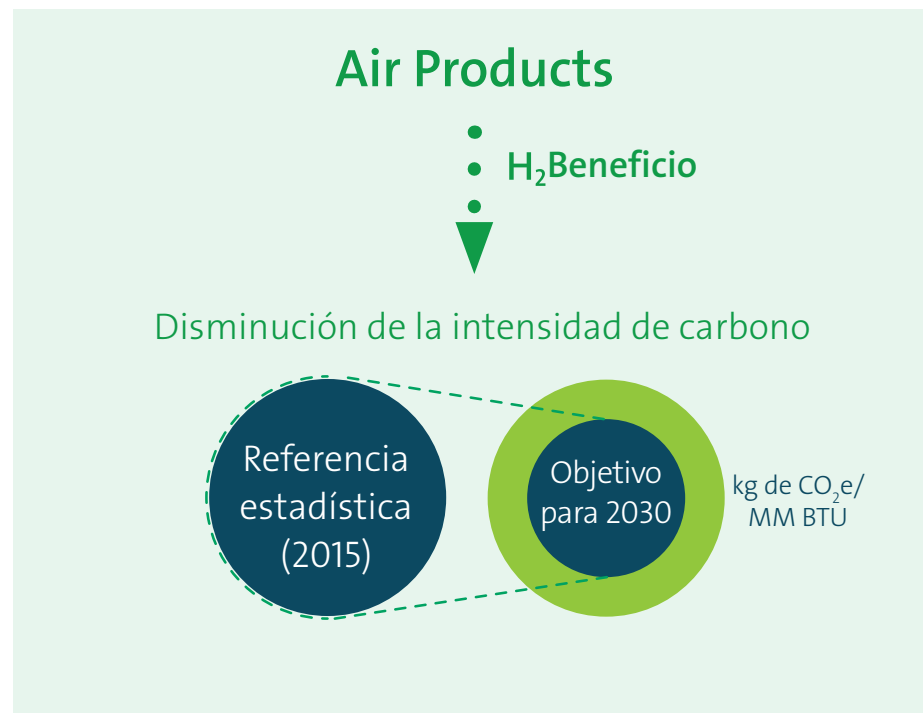 Air Products
H₂Beneficio
Disminución de la intensidad de carbono
Referencia
estadística
(2015)
Objetivo
para 2030
kg de CO₂e/
MM BTU